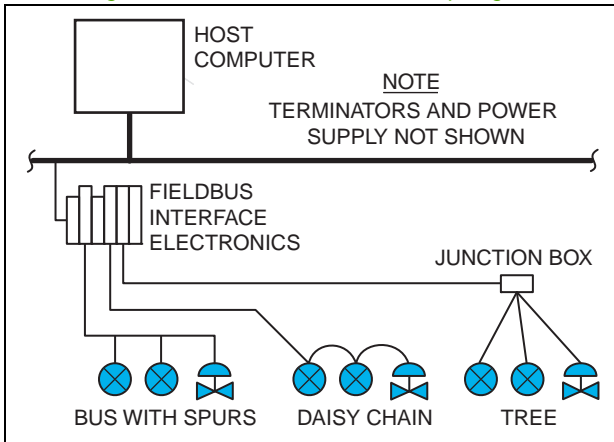 HOST
COMPUTER
NOTE
TERMINATORS AND POWER
SUPPLY NOT SHOWN
FIELDBUS
INTERFACE
ELECTRONICS
JUNCTION BOX
BUS WITH SPURS
DAISY CHAIN
TREE